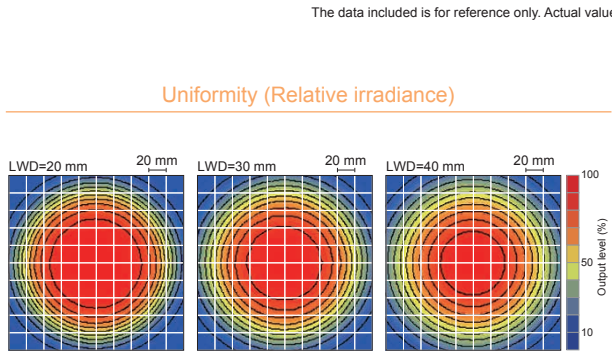 The data included is for reference only. Actual value
Uniformity (Relative irradiance)
LWD=20 mm
20 mm
LWD=30 mm
20 mm
LWD=40 mm
20 mm
100
50
10
Output level (%)